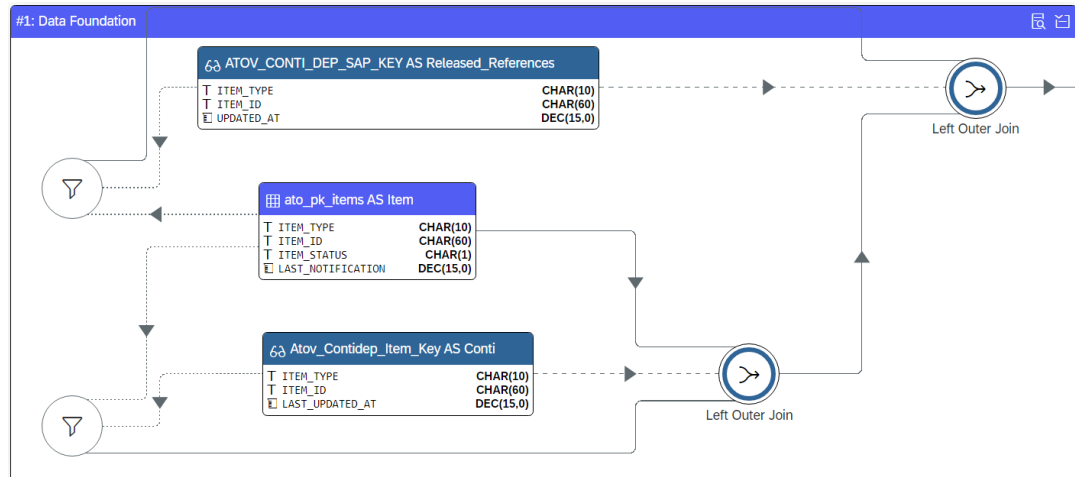 #1: Data Foundation
ATOV_CONTI_DEP_SAP_KEY AS Released_References
T ITEM_TYPE CHAR(10)
T ITEM_ID CHAR(60)
UPDATED_AT DEC(15,0)
Left Outer Join
ato_pk_items AS Item
T ITEM_TYPE CHAR(10)
T ITEM_ID CHAR(60)
T ITEM_STATUS CHAR(1)
LAST_NOTIFICATION DEC(15,0)
Atov_Contidep_Item_Key AS Conti
T ITEM_TYPE CHAR(10)
T ITEM_ID CHAR(60)
LAST_UPDATED_AT DEC(15,0)
Left Outer Join